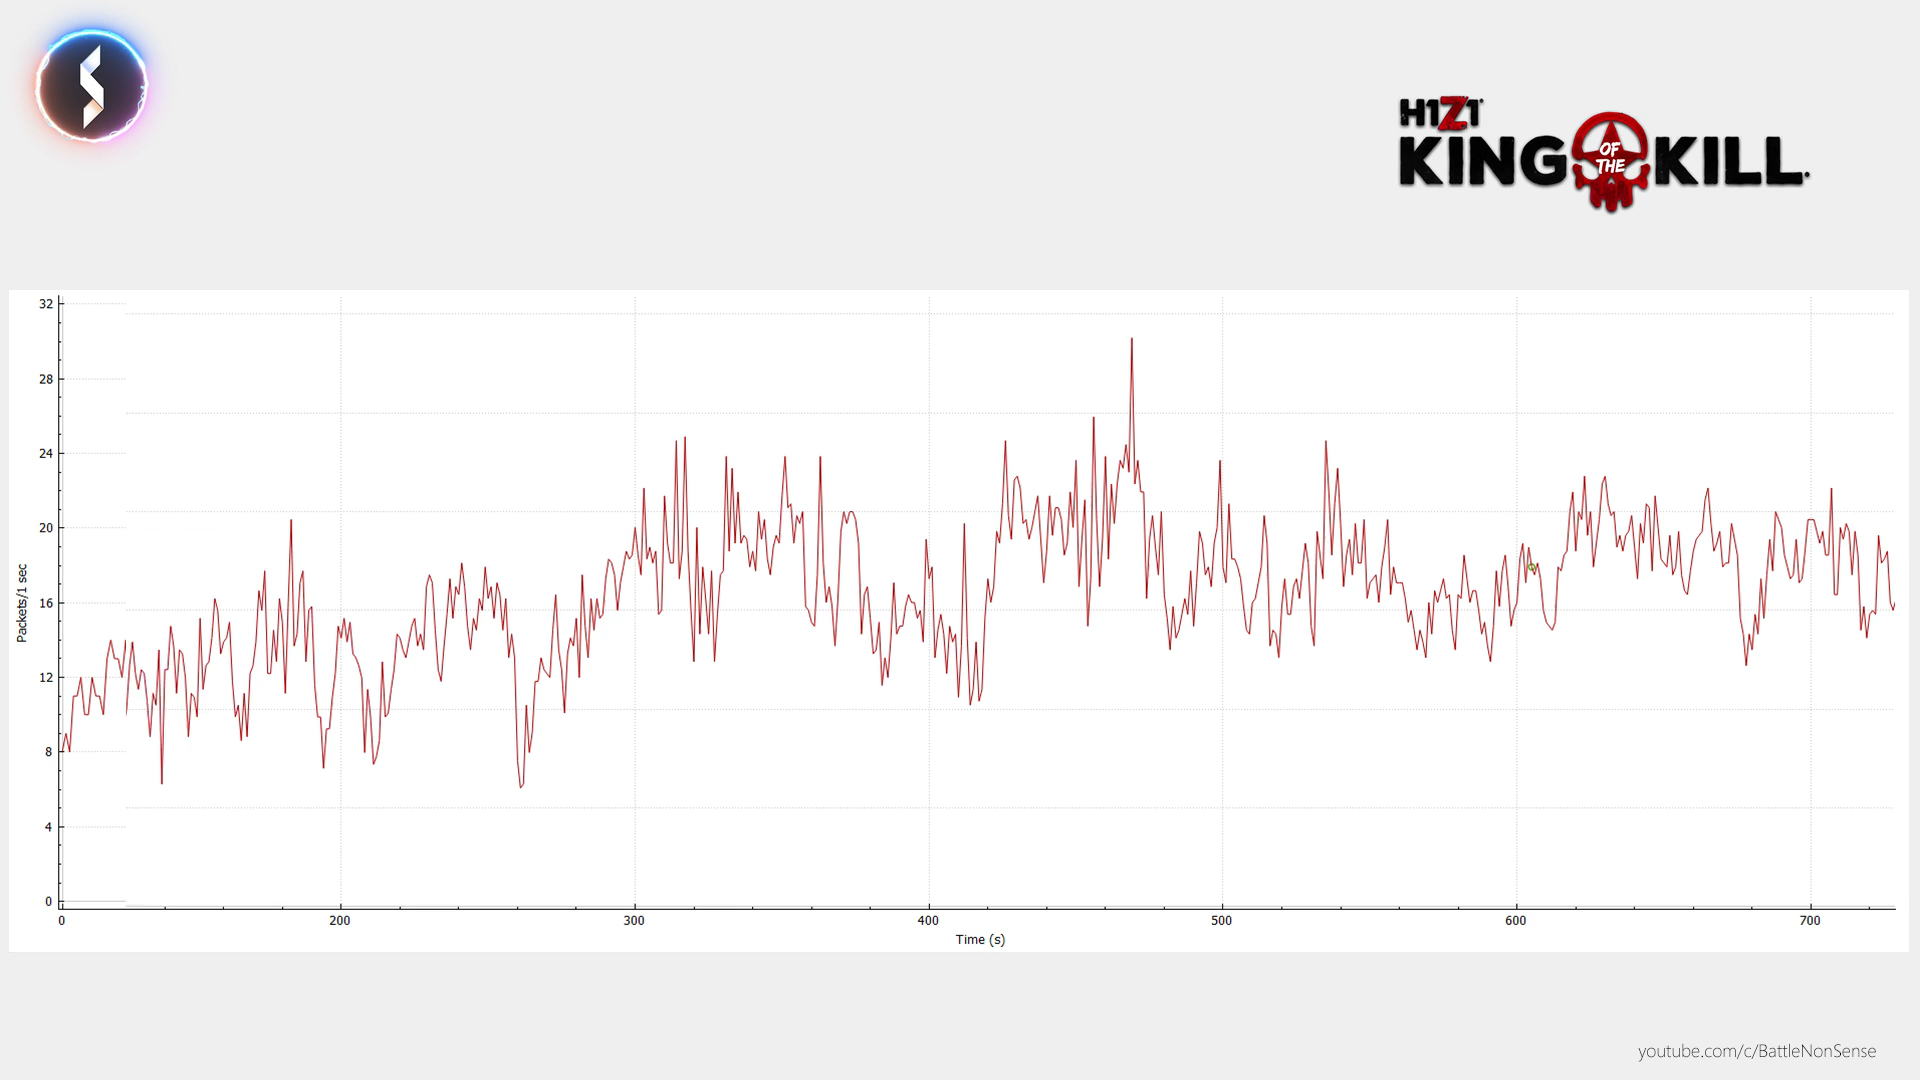 H1Z1
KING OF THE KILL.
32
28
24
20
16
12
8
4
0
Packets/1 sec
0 200 300 400 500 600 700
Time (s)
youtube.com/c/BattleNonSense